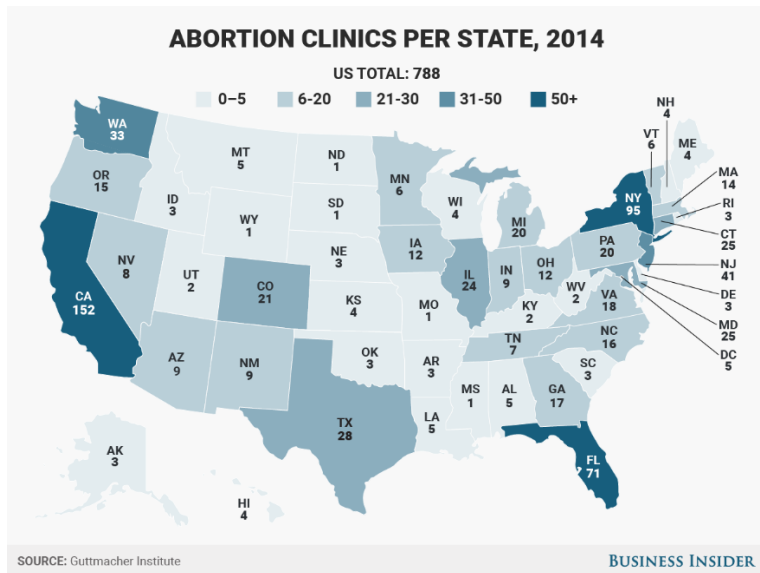 ABORTION CLINICS PER STATE, 2014
US TOTAL: 788
0–5 6-20 21-30 31-50 50+
WA
33
OR
15
CA
152
NV
8
ID
3
MT
5
WY
1
UT
2
AZ
9
CO
21
NM
9
ND
1
SD
1
NE
3
KS
4
OK
3
TX
28
MN
6
IA
12
MO
1
AR
3
LA
5
WI
4
IL
24
MI
20
IN
9
OH
12
KY
2
TN
7
MS
1
AL
5
GA
17
FL
71
SC
3
NC
16
VA
18
WV
2
PA
20
NY
95
VT
6
NH
4
ME
4
MA
14
RI
3
CT
25
NJ
41
DE
3
MD
25
DC
5
AK
3
HI
4
SOURCE: Guttmacher Institute
BUSINESS INSIDER